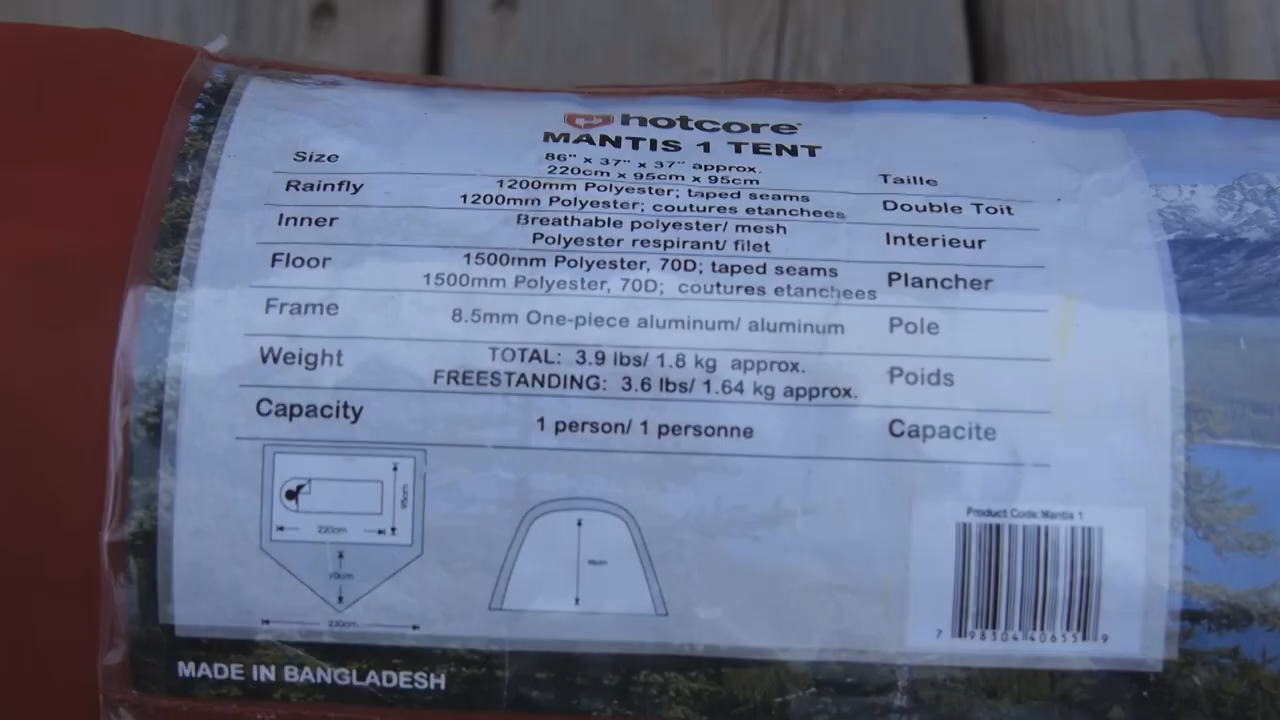 hotcore
MANTIS 1 TENT
Size
86" x 37" x 37" approx.
220cm x 95cm x 95cm
Taille
Rainfly
1200mm Polyester; taped seams
1200mm Polyester; coutures etanchees
Double Toit
Inner
Breathable polyester/ mesh
Polyester respirant/ filet
Interieur
Floor
1500mm Polyester, 70D; taped seams
1500mm Polyester, 70D; coutures etanchees
Plancher
Frame
8.5mm One-piece aluminum/ aluminum
Pole
Weight
TOTAL: 3.9 lbs/ 1.8 kg approx.
FREESTANDING: 3.6 lbs/ 1.64 kg approx.
Poids
Capacity
1 person/ 1 personne
Capacite
95cm
220cm
70cm
230cm
Product Code:Mantis 1
7 98304 40655 9
MADE IN BANGLADESH